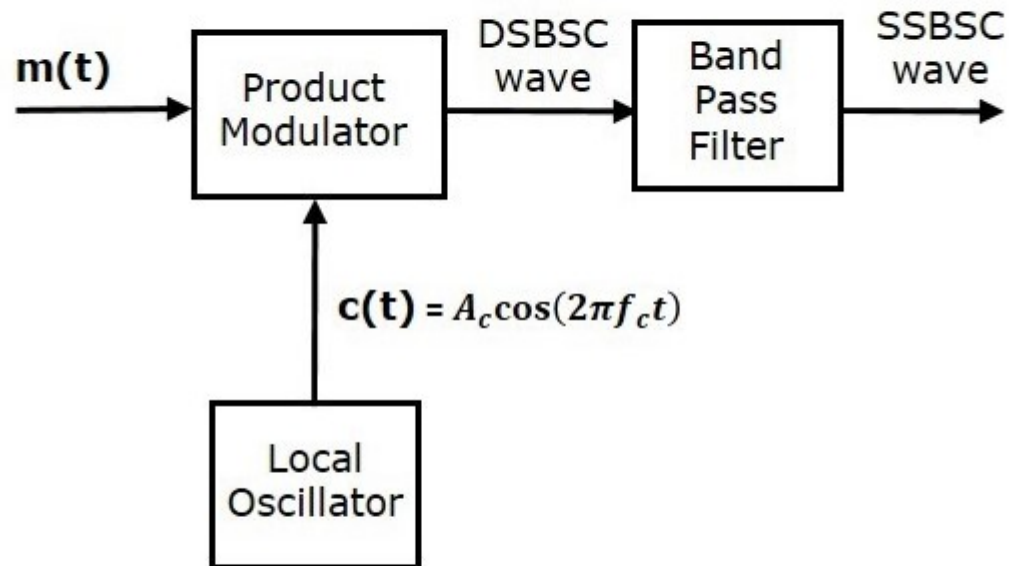 m(t)
Product
Modulator
DSBSC
wave
Band
Pass
Filter
SSBSC
wave
c(t) = A_c cos(2πf_c t)
Local
Oscillator